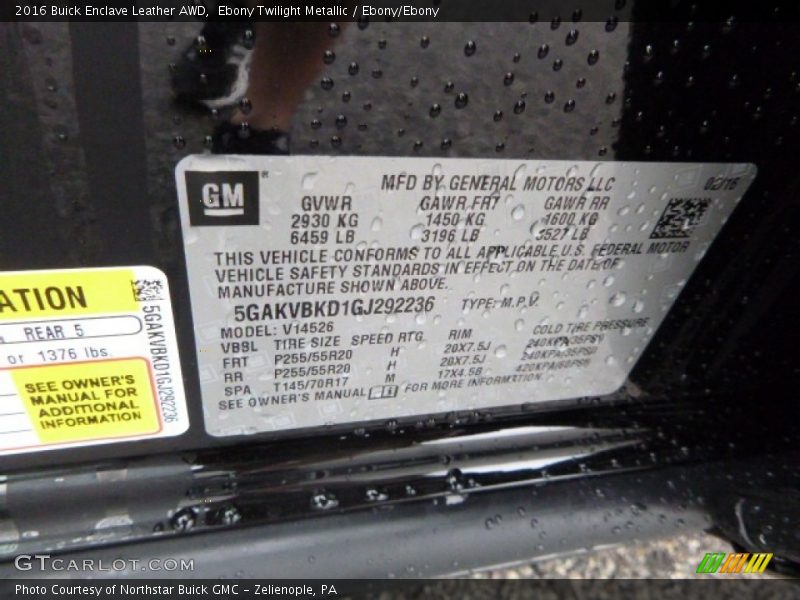 2016 Buick Enclave Leather AWD,  Ebony Twilight Metallic / Ebony/Ebony
GM
MFD BY GENERAL MOTORS LLC
02/16
GVWR GAWR FRT GAWR RR
2930 KG 1450 KG 1600 KG
6459 LB 3196 LB 3527 LB
THIS VEHICLE CONFORMS TO ALL APPLICABLE U.S. FEDERAL MOTOR
VEHICLE SAFETY STANDARDS IN EFFECT ON THE DATE OF
MANUFACTURE SHOWN ABOVE.
5GAKVBKD1GJ292236 TYPE: M.P.V.
MODEL: V14526
VB9L TIRE SIZE SPEED RTG RIM COLD TIRE PRESSURE
FRT P255/55R20 H 20X7.5J 240KPA/35PSI
RR P255/55R20 H 20X7.5J 240KPA/35PSI
SPA T145/70R17 M 17X4.5B 420KPA/60PSI
SEE OWNER'S MANUAL FOR MORE INFORMATION.
ATION
REAR 5
or 1376 lbs.
SEE OWNER'S
MANUAL FOR
ADDITIONAL
INFORMATION
5GAKVBKD1GJ292236
GTCARLOT.COM
Photo Courtesy of Northstar Buick GMC - Zelienople, PA